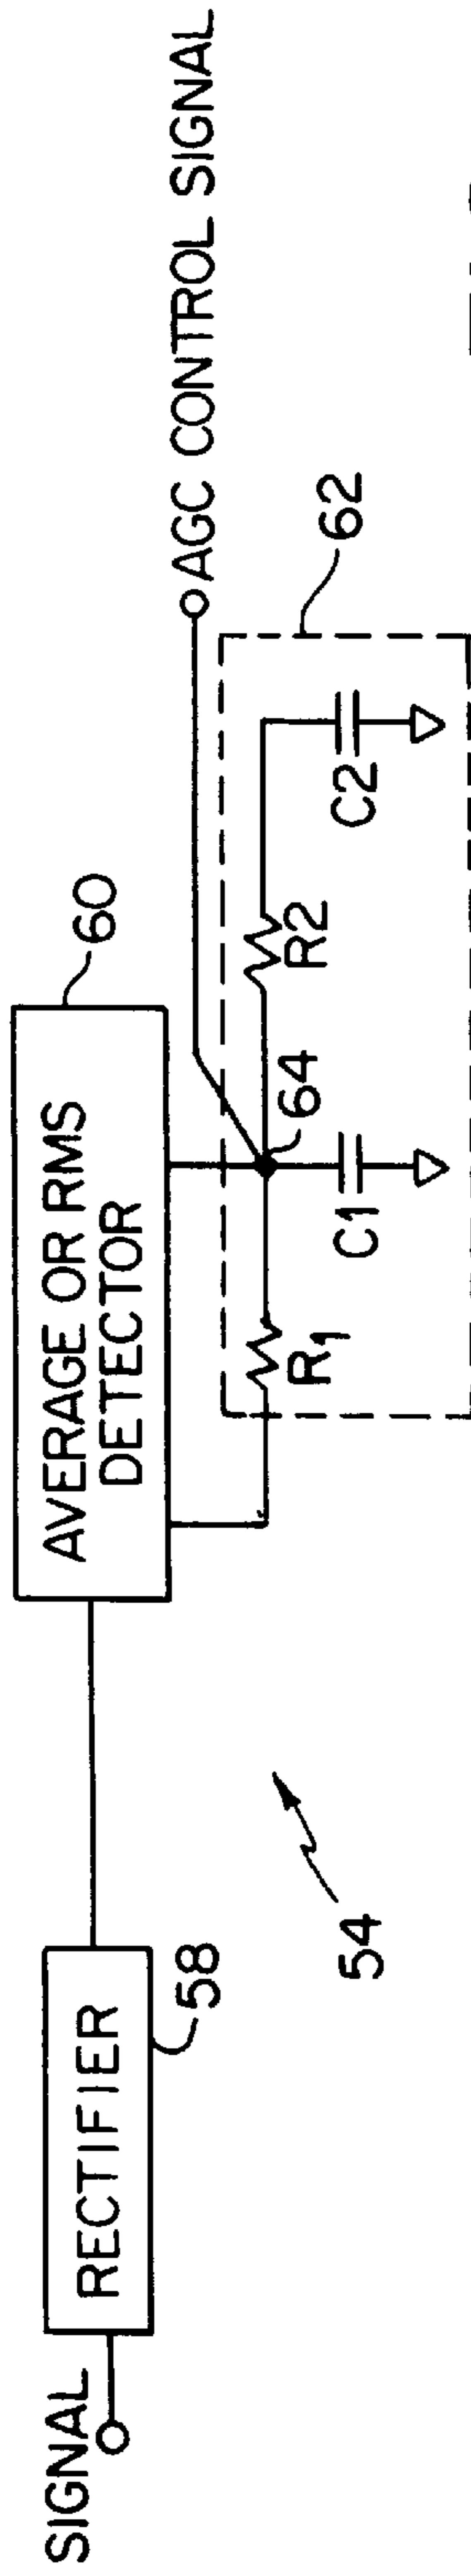 SIGNAL
RECTIFIER
58
54
AVERAGE OR RMS
DETECTOR
60
AGC CONTROL SIGNAL
62
64
R1
R2
C1
C2